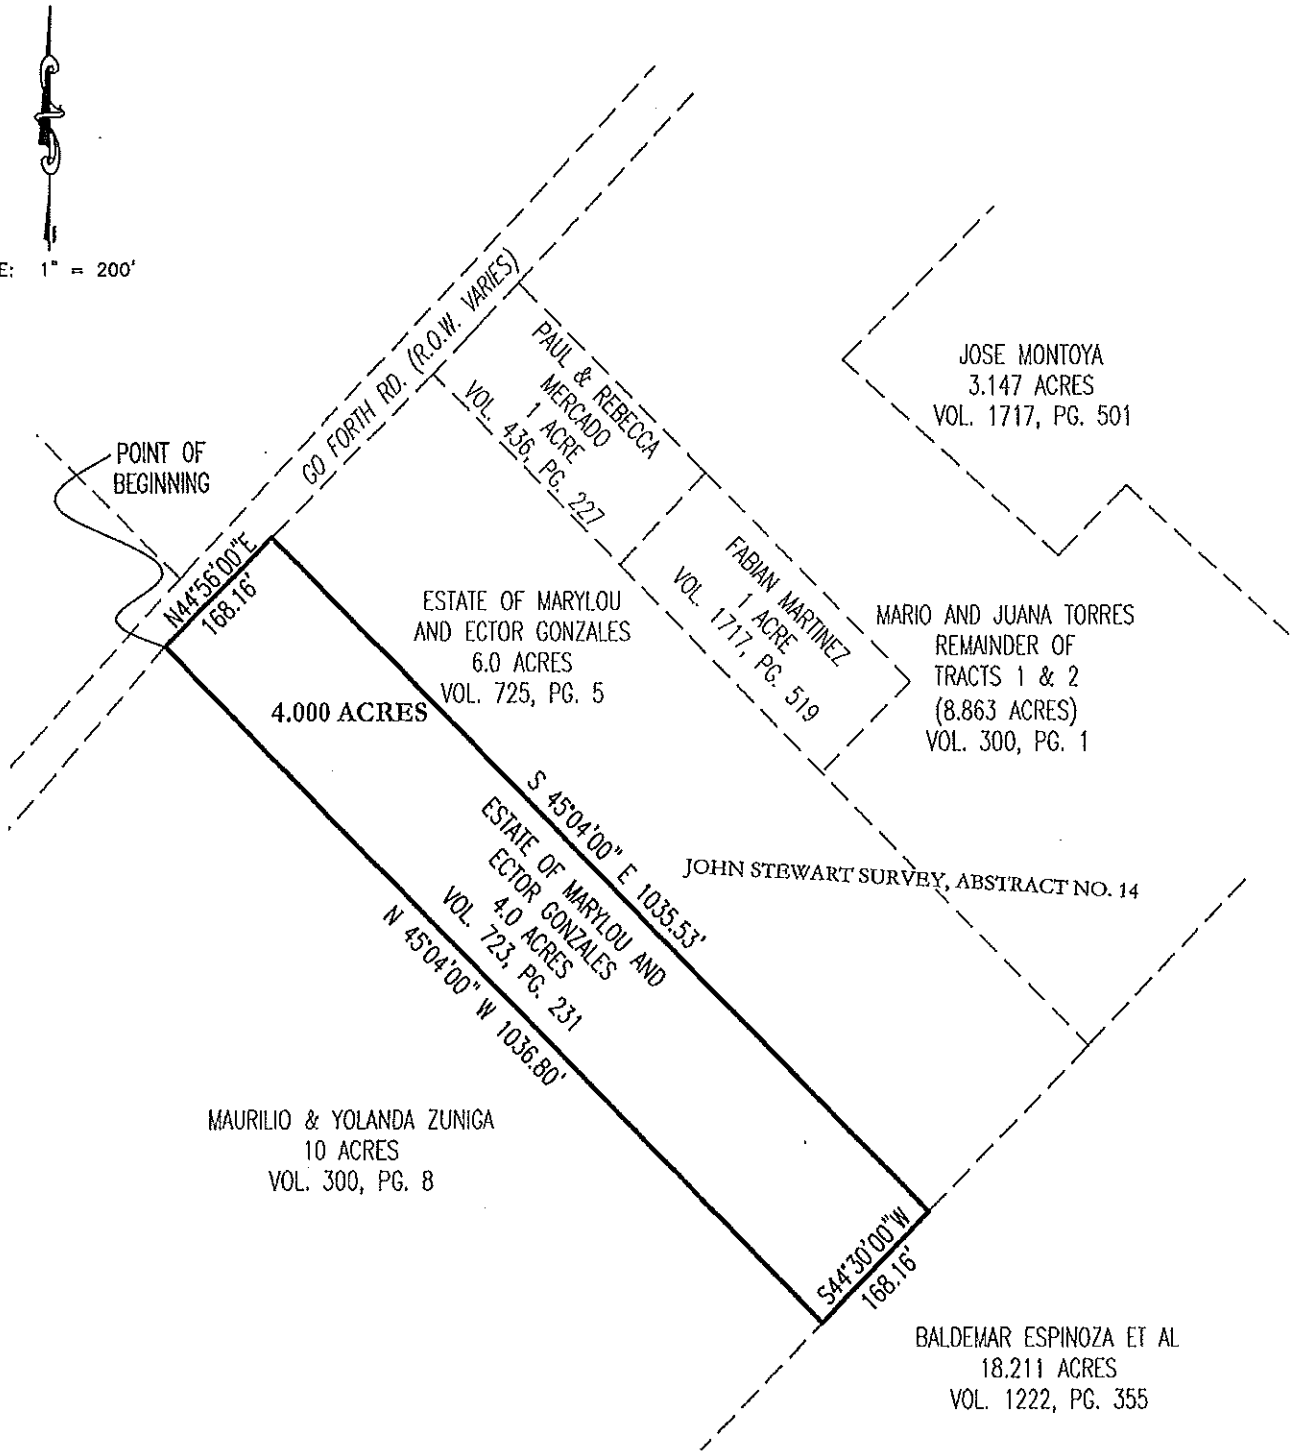 E: 1" = 200'
GO FORTH RD. (R.O.W. VARIES)
POINT OF
BEGINNING
PAUL & REBECCA
MERCADO
1 ACRE
VOL. 436, PG. 227
JOSE MONTOYA
3.147 ACRES
VOL. 1717, PG. 501
N44°56'00"E
168.16'
ESTATE OF MARYLOU
AND ECTOR GONZALES
6.0 ACRES
VOL. 725, PG. 5
FABIAN MARTINEZ
1 ACRE
VOL. 1717, PG. 519
MARIO AND JUANA TORRES
REMAINDER OF
TRACTS 1 & 2
(8.863 ACRES)
VOL. 300, PG. 1
4.000 ACRES
S 45°04'00" E 1035.53'
ESTATE OF MARYLOU AND
ECTOR GONZALES
4.0 ACRES
VOL. 723, PG. 231
N 45°04'00" W 1036.80'
JOHN STEWART SURVEY, ABSTRACT NO. 14
MAURILIO & YOLANDA ZUNIGA
10 ACRES
VOL. 300, PG. 8
S44°30'00"W
168.16'
BALDEMAR ESPINOZA ET AL
18.211 ACRES
VOL. 1222, PG. 355